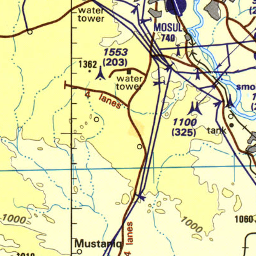 water
tower
MOSUL
740
1553
(203)
1362
water
tower
4 lanes
smo
1100
(325)
tank
1000
1000
1060
Mustaniq
4 lanes